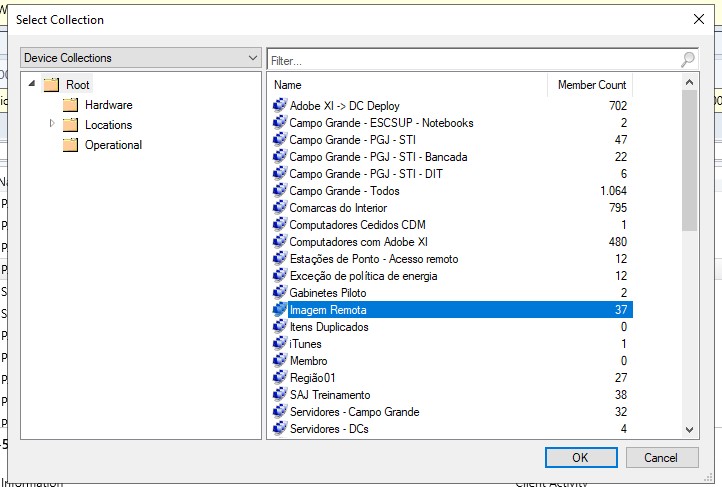 Select Collection
Device Collections
Filter...
Root
Hardware
Locations
Operational
Name Member Count
Adobe XI -> DC Deploy 702
Campo Grande - ESCSUP - Notebooks 2
Campo Grande - PGJ - STI 47
Campo Grande - PGJ - STI - Bancada 22
Campo Grande - PGJ - STI - DIT 6
Campo Grande - Todos 1.064
Comarcas do Interior 795
Computadores Cedidos CDM 1
Computadores com Adobe XI 480
Estações de Ponto - Acesso remoto 12
Exceção de política de energia 12
Gabinetes Piloto 2
Imagem Remota 37
Itens Duplicados 0
iTunes 1
Membro 0
Região01 27
SAJ Treinamento 38
Servidores - Campo Grande 32
Servidores - DCs 4
OK Cancel
Information Client Activity